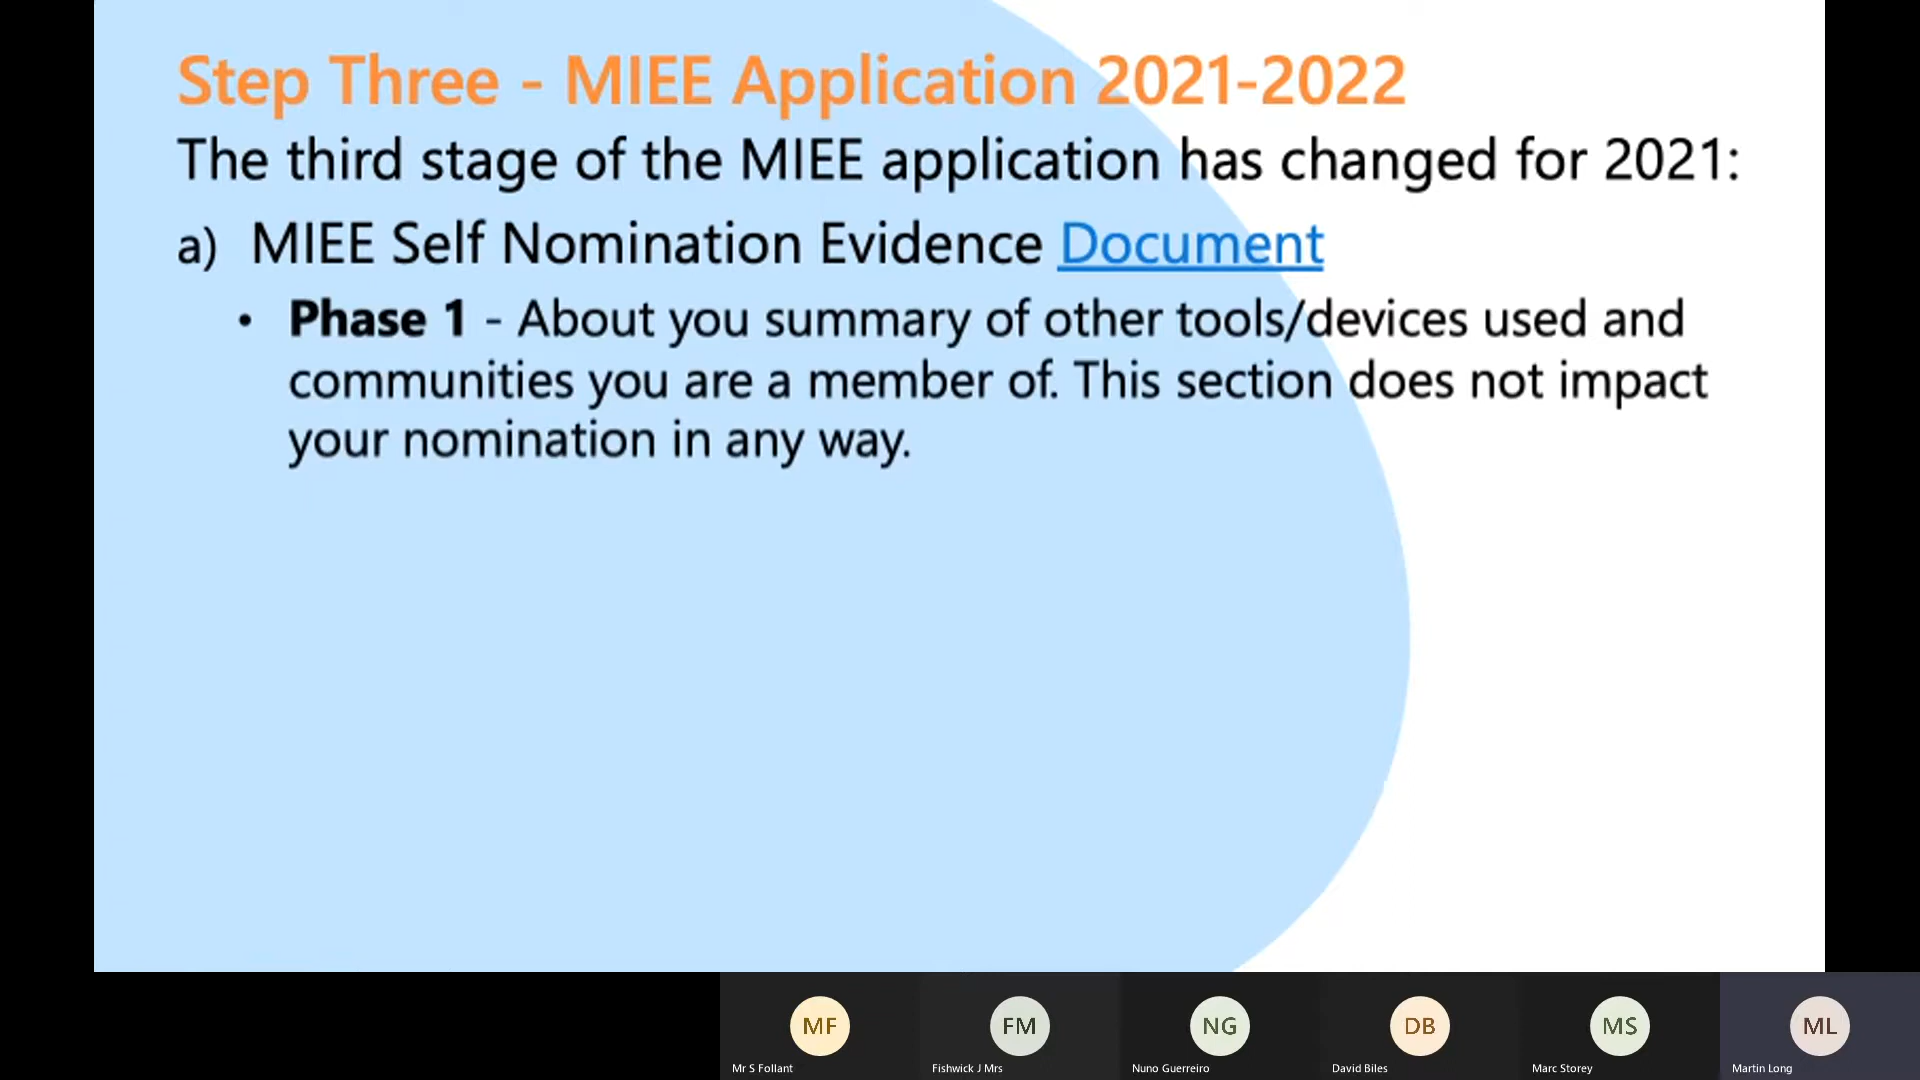 Step Three - MIEE Application 2021-2022
The third stage of the MIEE application has changed for 2021:
a) MIEE Self Nomination Evidence Document
• Phase 1 - About you summary of other tools/devices used and
communities you are a member of. This section does not impact
your nomination in any way.
MF FM NG DB MS ML
Mr S Follant Fishwick J Mrs Nuno Guerreiro David Biles Marc Storey Martin Long